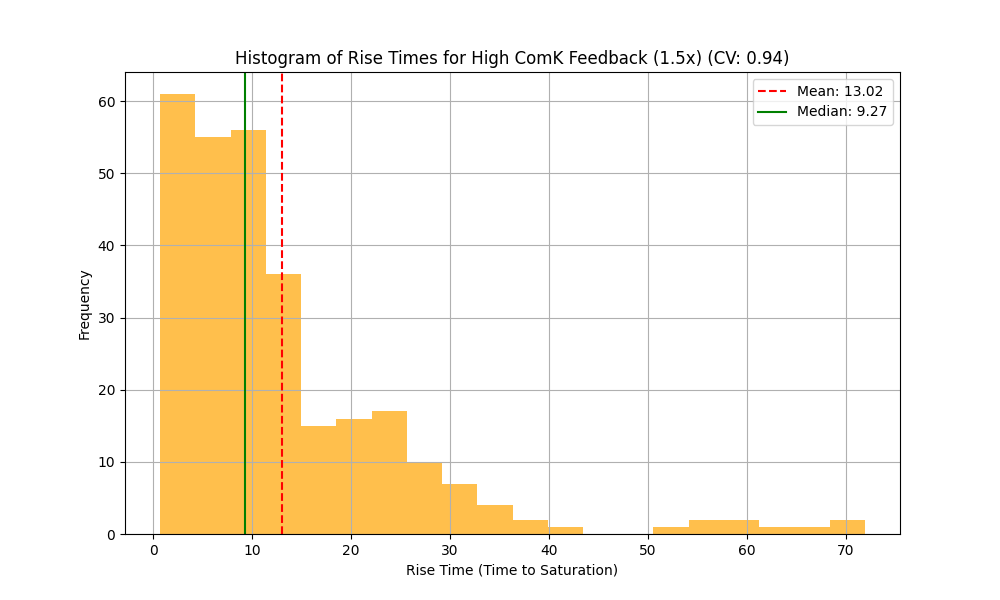 Histogram of Rise Times for High ComK Feedback (1.5x) (CV: 0.94)
Mean: 13.02
Median: 9.27
Frequency
60
50
40
30
20
10
0
0 10 20 30 40 50 60 70
Rise Time (Time to Saturation)